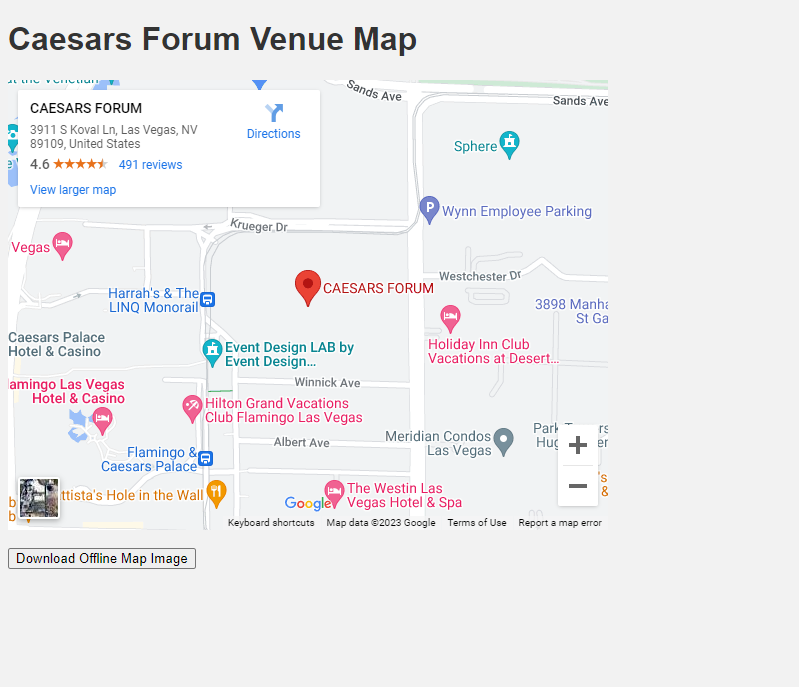 Caesars Forum Venue Map
at the Venetian
Sands Ave
Sands Ave
CAESARS FORUM
3911 S Koval Ln, Las Vegas, NV
89109, United States
4.6
491 reviews
View larger map
Directions
Sphere
Wynn Employee Parking
Krueger Dr
Vegas
Westchester Dr
CAESARS FORUM
Harrah's & The
LINQ Monorail
3898 Manha
St Ga
Caesars Palace
Hotel & Casino
Event Design LAB by
Event Design...
Holiday Inn Club
Vacations at Desert...
Winnick Ave
lamingo Las Vegas
Hotel & Casino
Hilton Grand Vacations
Club Flamingo Las Vegas
Albert Ave
Meridian Condos
Las Vegas
Park
Flamingo &
Caesars Palace
ttista's Hole in the Wall
The Westin Las
Vegas Hotel & Spa
Google
Keyboard shortcuts
Map data ©2023 Google
Terms of Use
Report a map error
Download Offline Map Image